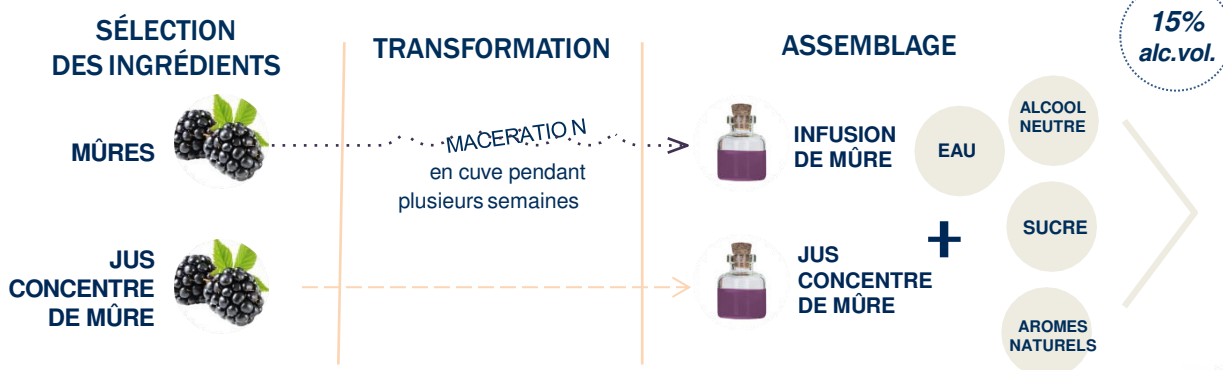 SÉLECTION
DES INGRÉDIENTS
TRANSFORMATION
ASSEMBLAGE
15%
alc.vol.
MÛRES
MACERATION
en cuve pendant
plusieurs semaines
INFUSION
DE MÛRE
EAU
ALCOOL
NEUTRE
+
SUCRE
JUS
CONCENTRE
DE MÛRE
JUS
CONCENTRE
DE MÛRE
AROMES
NATURELS